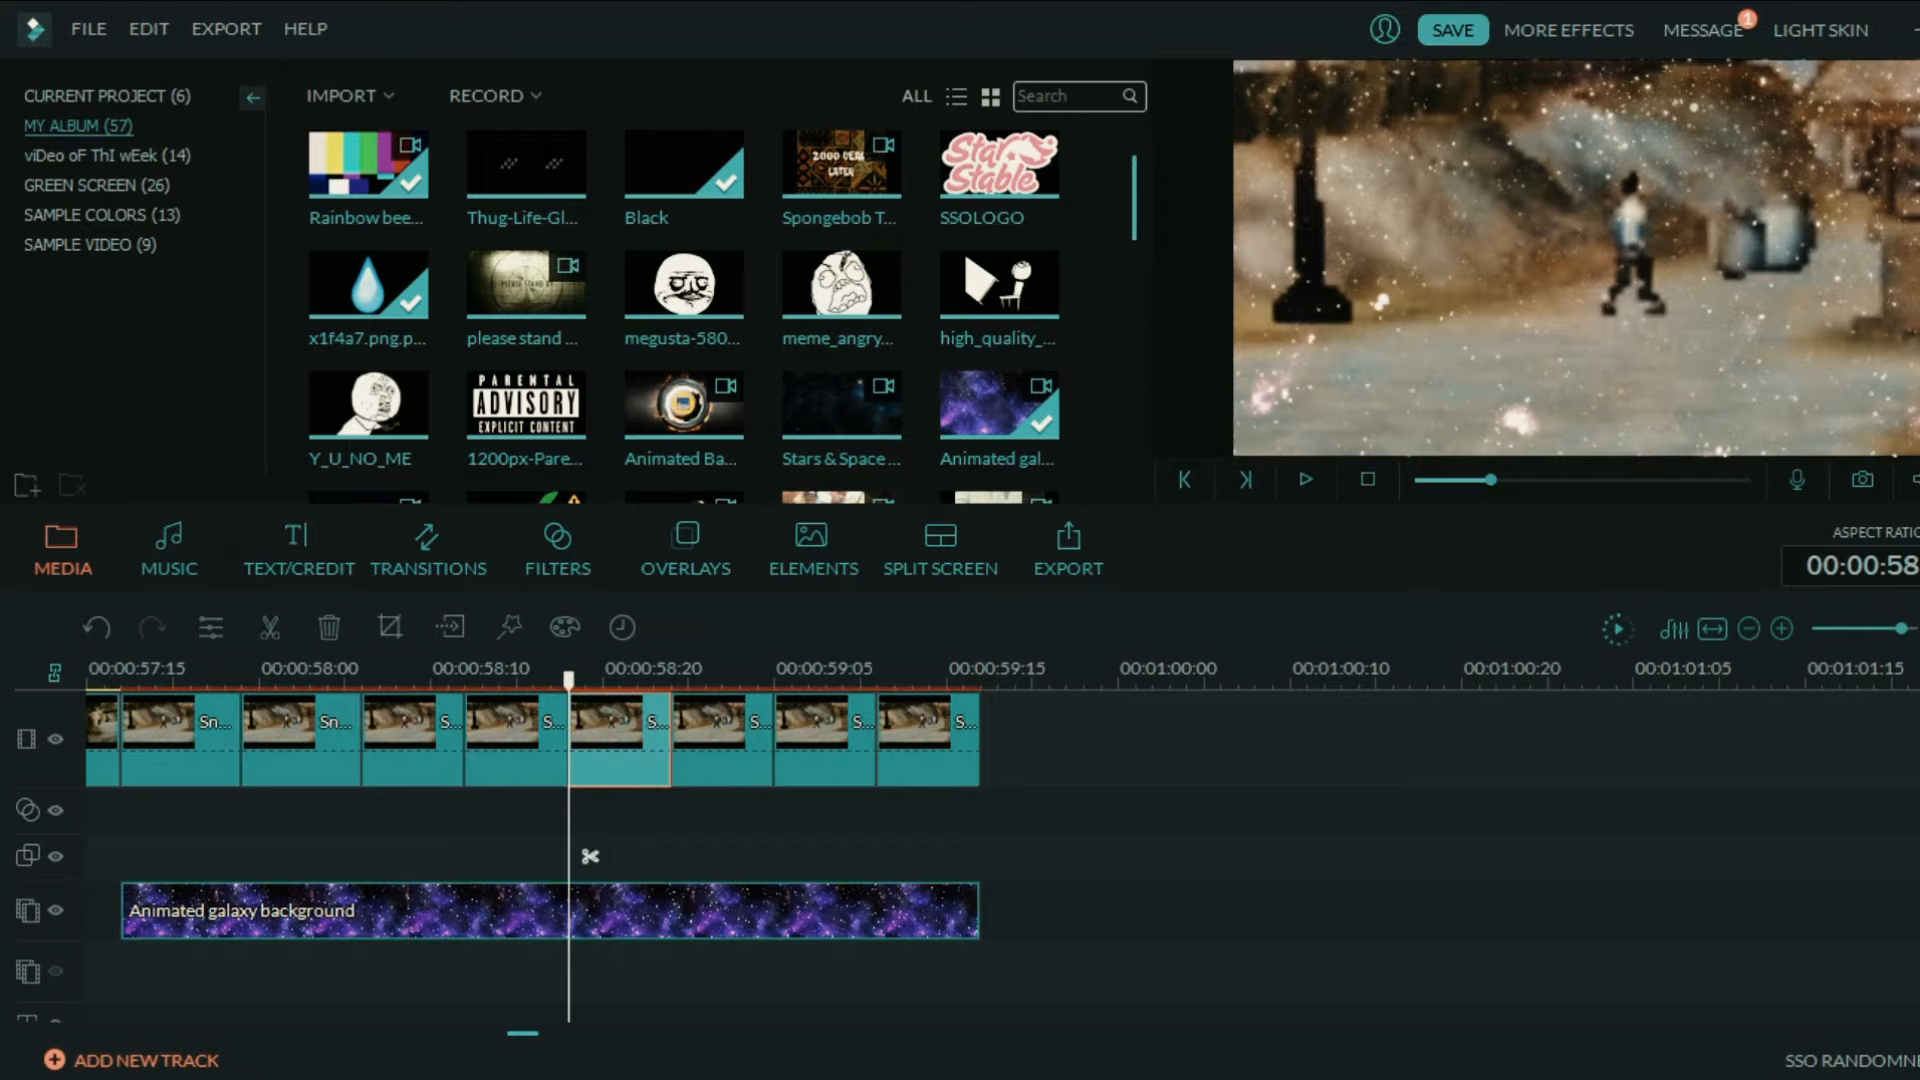 FILE EDIT EXPORT HELP
SAVE MORE EFFECTS MESSAGE 1 LIGHT SKIN
CURRENT PROJECT (6)
MY ALBUM (57)
viDeo oF ThI wEek (14)
GREEN SCREEN (26)
SAMPLE COLORS (13)
SAMPLE VIDEO (9)
IMPORT RECORD ALL Search
2000 YEARS
LATER
Star
Stable
Rainbow bee... Thug-Life-Gl... Black Spongebob T... SSOLOGO
PLEASE STAND BY
x1f4a7.png.p... please stand ... megusta-580... meme_angry... high_quality_...
PARENTAL
ADVISORY
EXPLICIT CONTENT
Y_U_NO_ME 1200px-Pare... Animated Ba... Stars & Space ... Animated gal...
MEDIA MUSIC TEXT/CREDIT TRANSITIONS FILTERS OVERLAYS ELEMENTS SPLIT SCREEN EXPORT
ASPECT RATIO
00:00:58
00:00:57:15 00:00:58:00 00:00:58:10 00:00:58:20 00:00:59:05 00:00:59:15 00:01:00:00 00:01:00:10 00:01:00:20 00:01:01:05 00:01:01:15
Sn... Sn... S... S... S... S... S... S...
Animated galaxy background
ADD NEW TRACK
SSO RANDOMNE